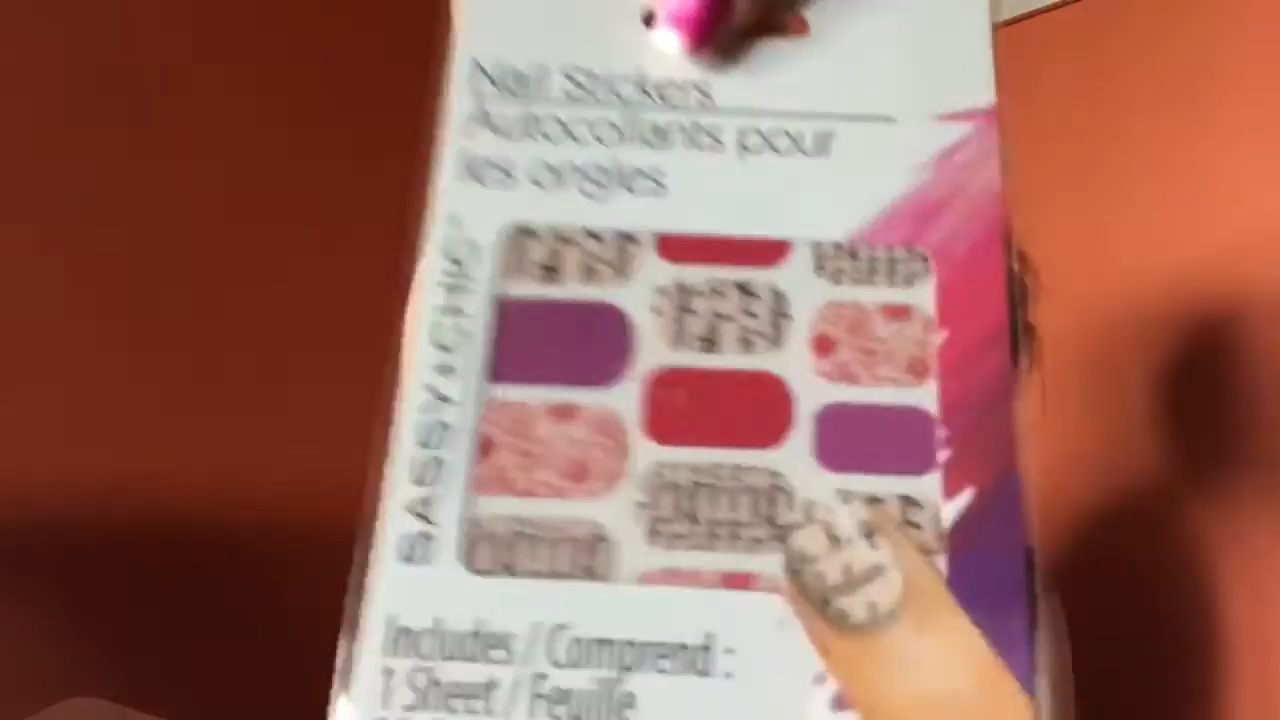 Nail Stickers
Autocollants pour
les ongles
SASSY+CHIC
Includes / Comprend :
1 Sheet / Feuille